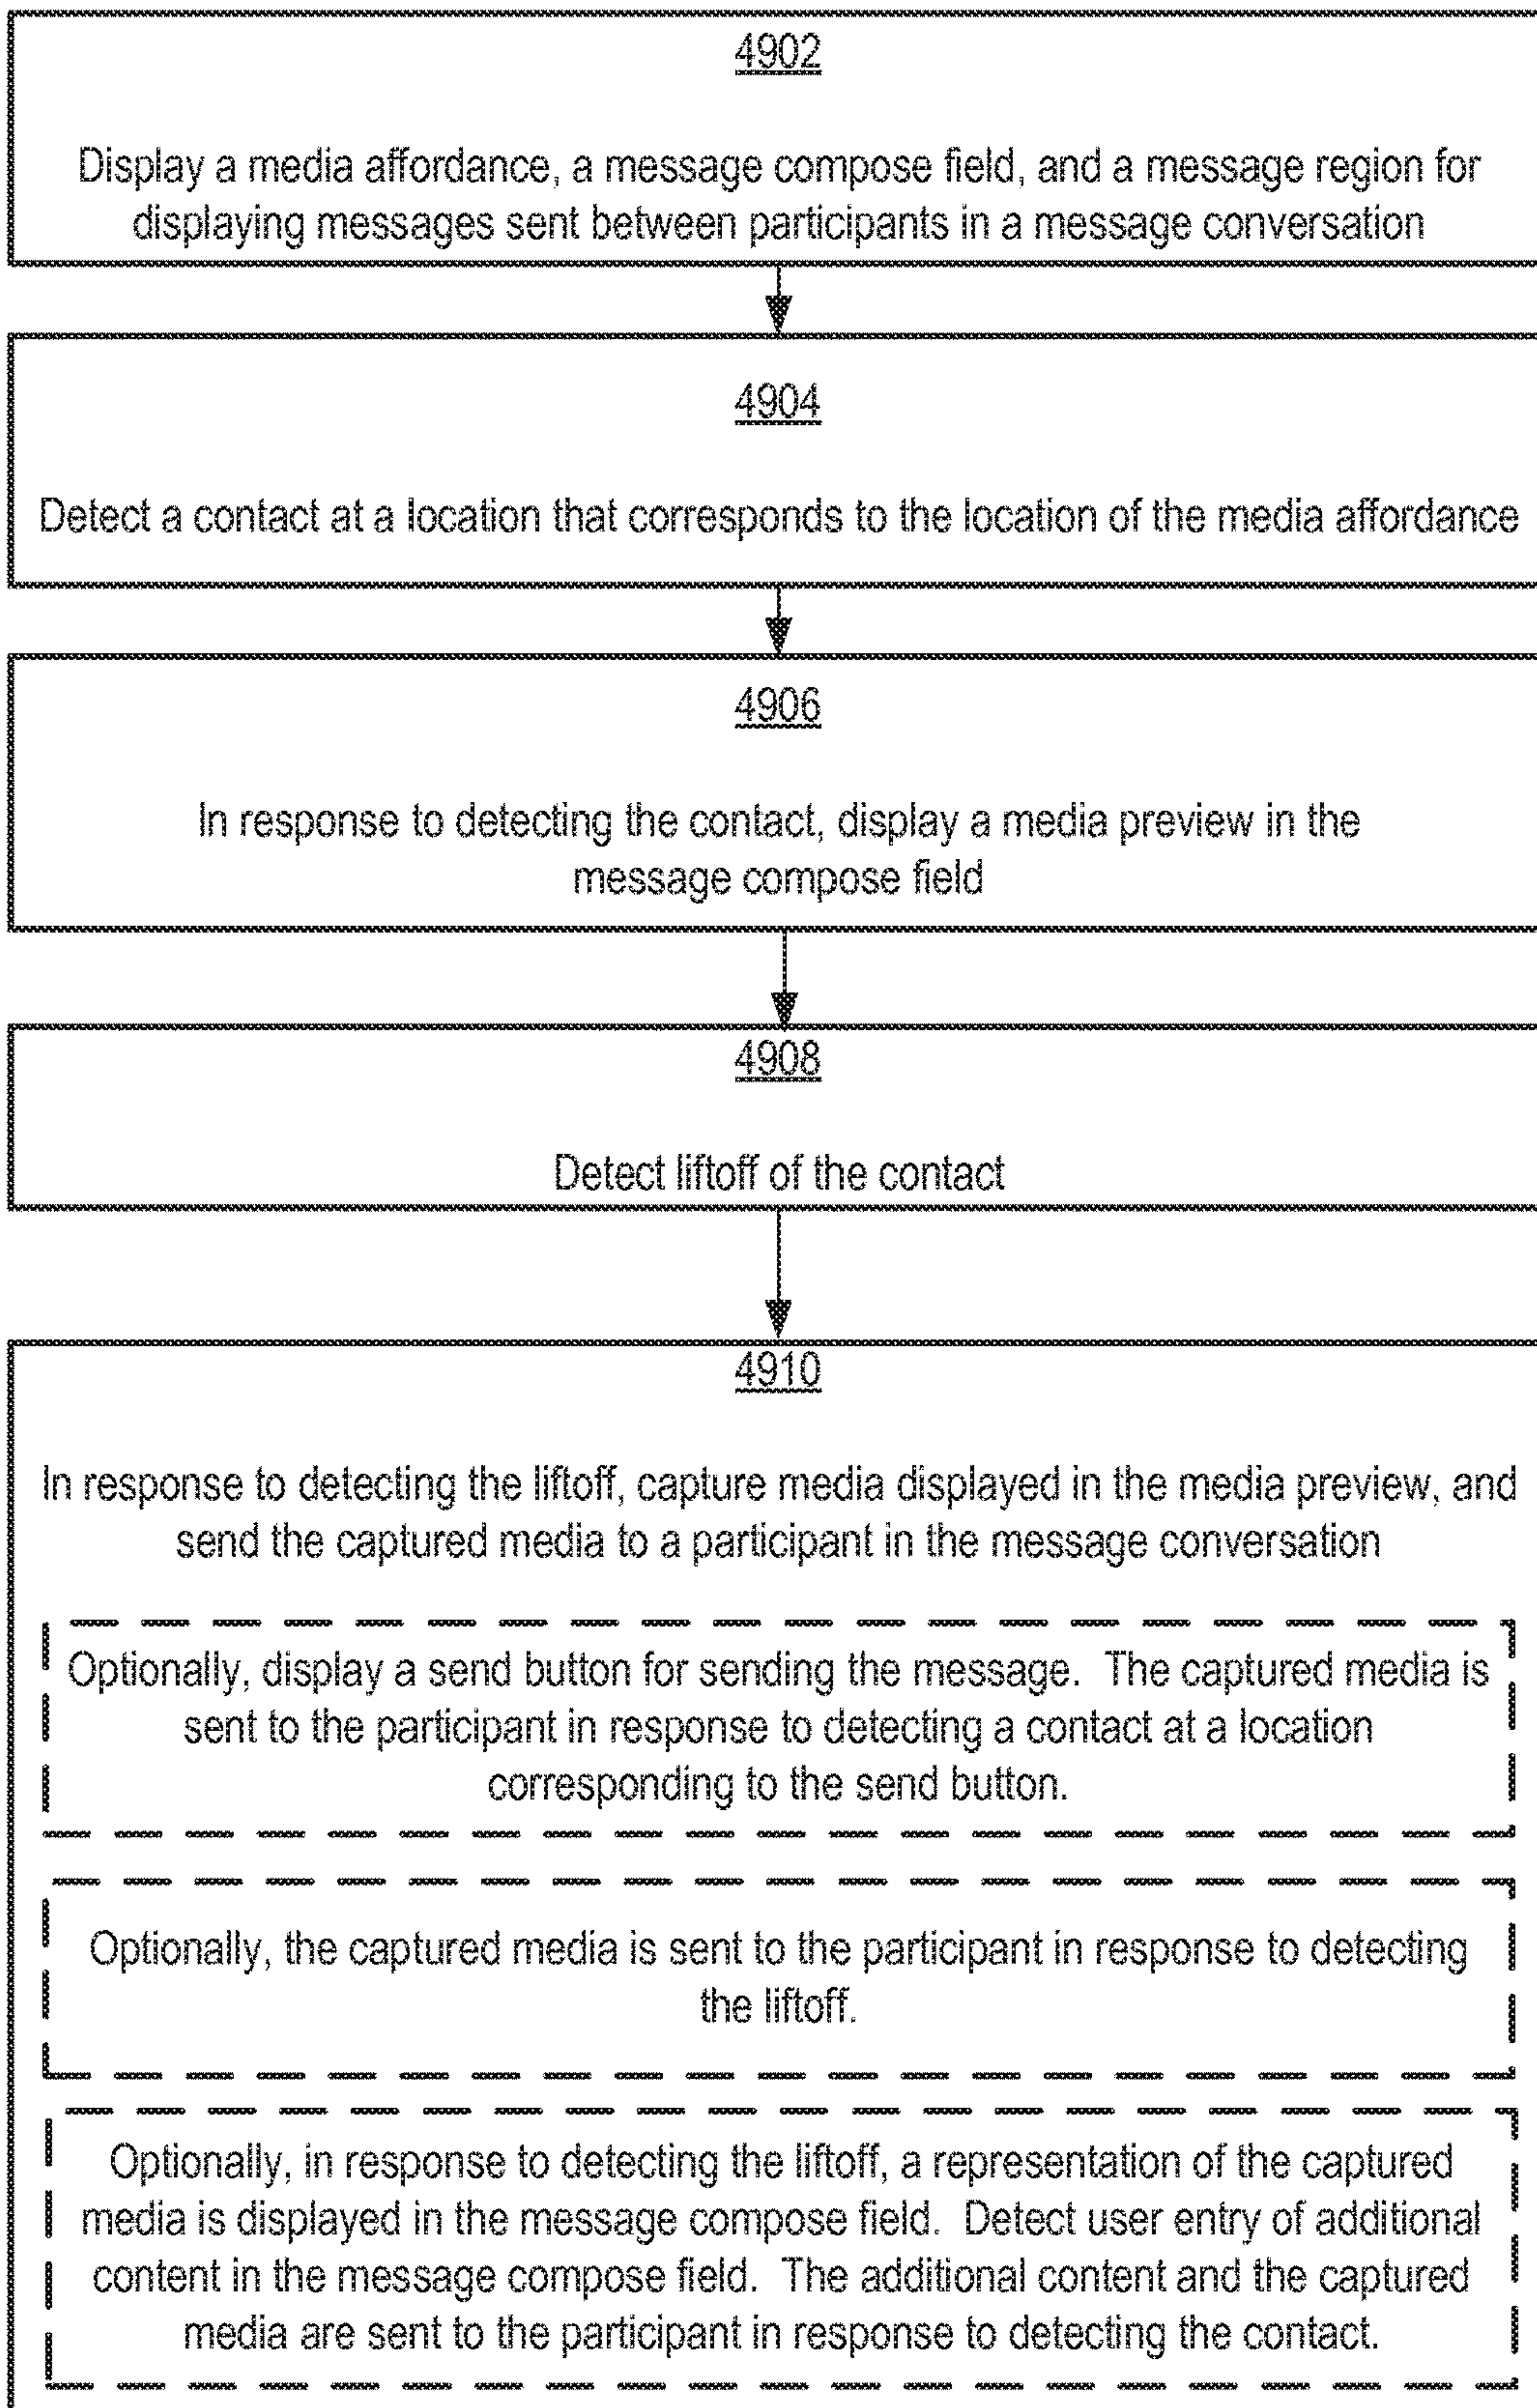 4902
Display a media affordance, a message compose field, and a message region for
displaying messages sent between participants in a message conversation
4904
Detect a contact at a location that corresponds to the location of the media affordance
4906
In response to detecting the contact, display a media preview in the
message compose field
4908
Detect liftoff of the contact
4910
In response to detecting the liftoff, capture media displayed in the media preview, and
send the captured media to a participant in the message conversation
Optionally, display a send button for sending the message. The captured media is
sent to the participant in response to detecting a contact at a location
corresponding to the send button.
Optionally, the captured media is sent to the participant in response to detecting
the liftoff.
Optionally, in response to detecting the liftoff, a representation of the captured
media is displayed in the message compose field. Detect user entry of additional
content in the message compose field. The additional content and the captured
media are sent to the participant in response to detecting the contact.